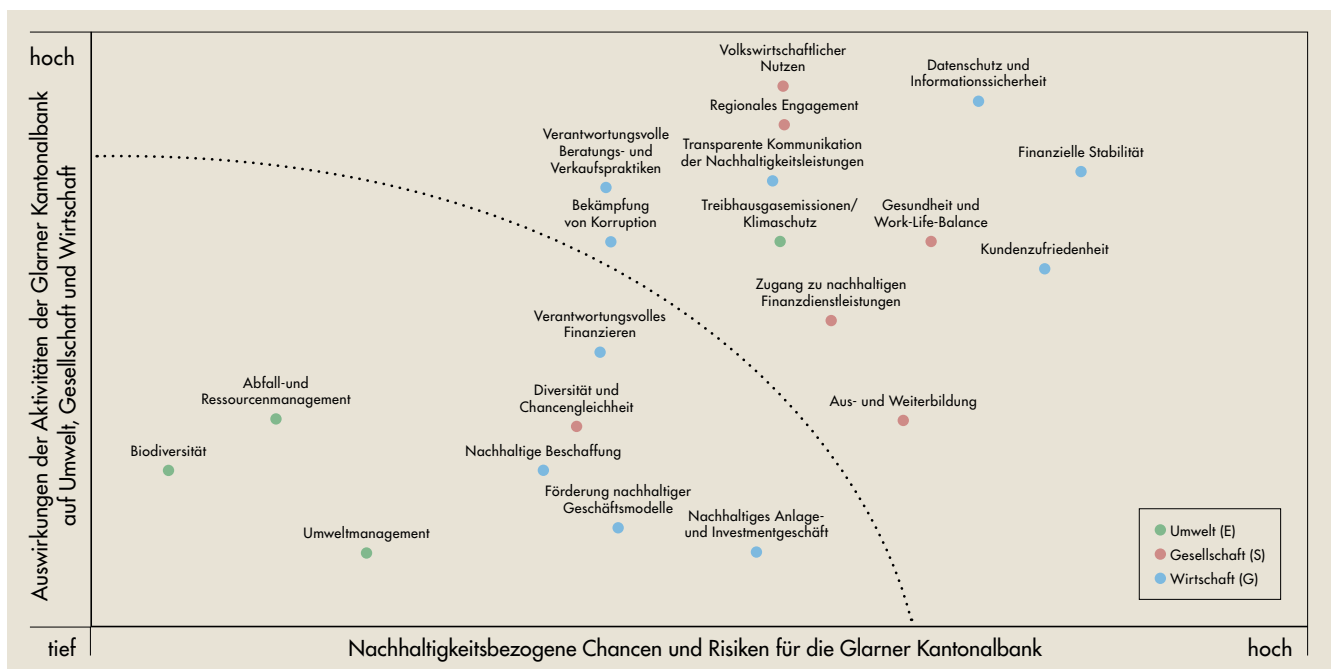 hoch
Auswirkungen der Aktivitäten der Glarner Kantonalbank
auf Umwelt, Gesellschaft und Wirtschaft
Volkswirtschaftlicher
Nutzen
Datenschutz und
Informationssicherheit
Regionales Engagement
Verantwortungsvolle
Beratungs- und
Verkaufspraktiken
Transparente Kommunikation
der Nachhaltigkeitsleistungen
Finanzielle Stabilität
Bekämpfung
von Korruption
Treibhausgasemissionen/
Klimaschutz
Gesundheit und
Work-Life-Balance
Kundenzufriedenheit
Zugang zu nachhaltigen
Finanzdienstleistungen
Verantwortungsvolles
Finanzieren
Abfall-und
Ressourcenmanagement
Diversität und
Chancengleichheit
Aus- und Weiterbildung
Biodiversität
Nachhaltige Beschaffung
Förderung nachhaltiger
Geschäftsmodelle
Nachhaltiges Anlage-
und Investmentgeschäft
Umweltmanagement
Umwelt (E)
Gesellschaft (S)
Wirtschaft (G)
tief
Nachhaltigkeitsbezogene Chancen und Risiken für die Glarner Kantonalbank
hoch